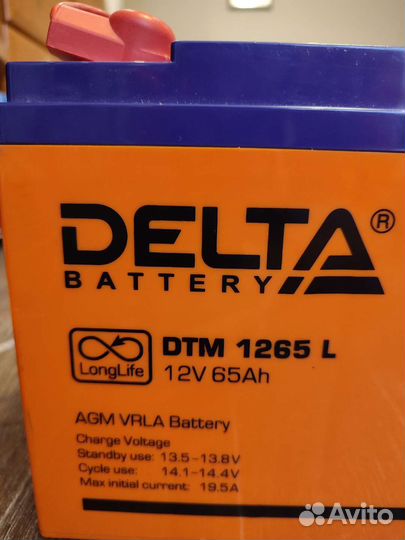 DELTA®
BATTERY
LongLife
DTM 1265 L
12V 65Ah
AGM VRLA Battery
Charge Voltage
Standby use: 13.5-13.8V
Cycle use: 14.1-14.4V
Max initial current: 19.5A
Avito